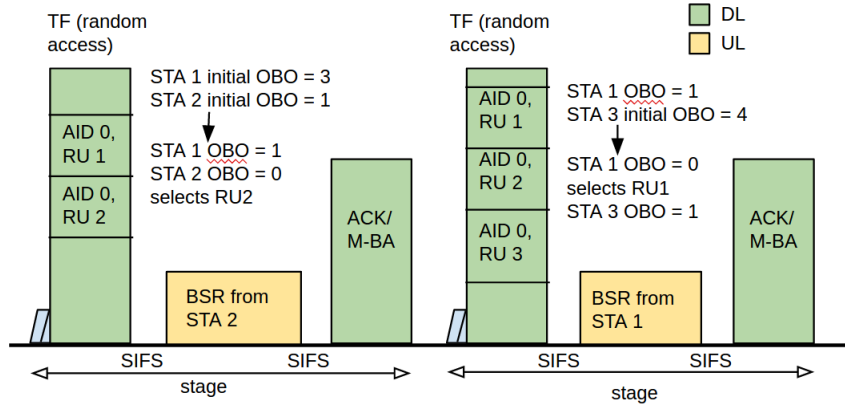 TF (random
access)
STA 1 initial OBO = 3
STA 2 initial OBO = 1
AID 0,
RU 1
AID 0,
RU 2
STA 1 OBO = 1
STA 2 OBO = 0
selects RU2
BSR from
STA 2
ACK/
M-BA
SIFS
SIFS
stage
TF (random
access)
DL
UL
AID 0,
RU 1
AID 0,
RU 2
AID 0,
RU 3
STA 1 OBO = 1
STA 3 initial OBO = 4
STA 1 OBO = 0
selects RU1
STA 3 OBO = 1
BSR from
STA 1
ACK/
M-BA
SIFS
SIFS
stage